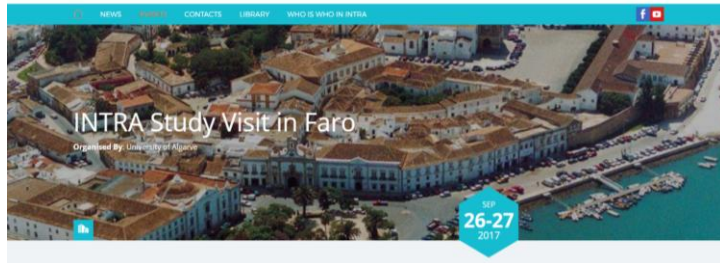 NEWS
EVENTS
CONTACTS
LIBRARY
WHO IS WHO IN INTRA
INTRA Study Visit in Faro
Organised By: University of Algarve
SEP
26-27
2017